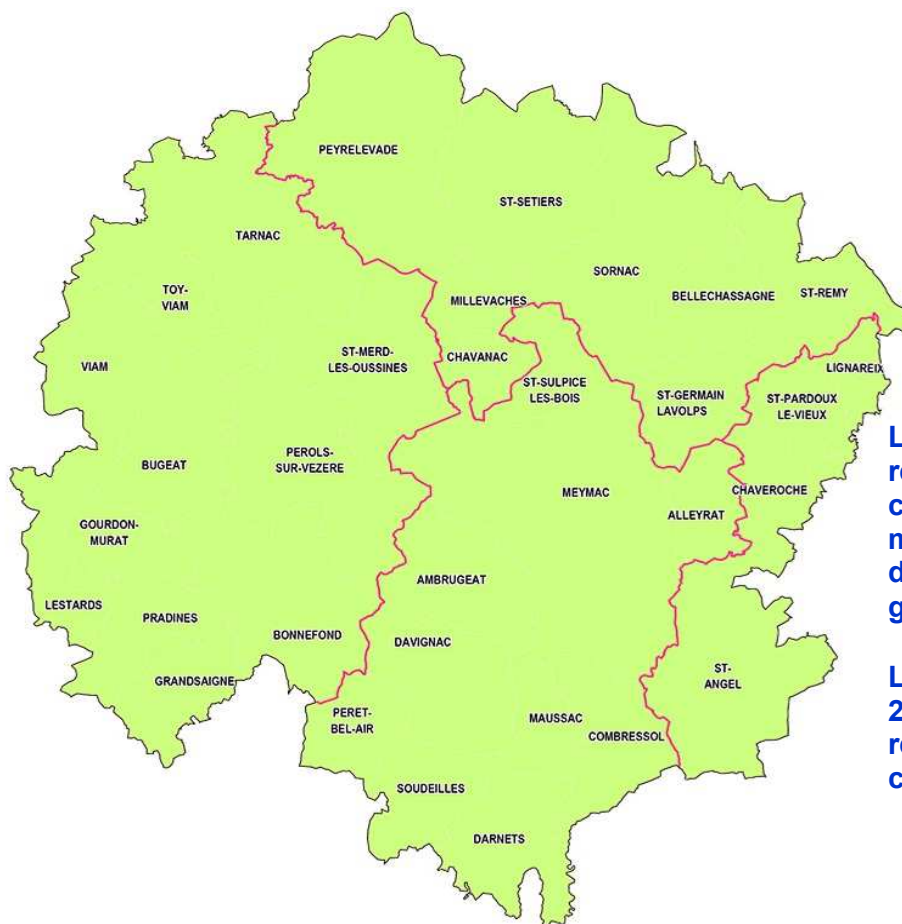 PEYRELEVADE
ST-SETIERS
TARNAC
SORNAC
TOY-
VIAM
MILLEVACHES
BELLECHASSAGNE
ST-REMY
VIAM
ST-MERD-
LES-OUSSINES
CHAVANAC
ST-SULPICE
LES-BOIS
ST-GERMAIN
LAVOLPS
LIGNAREIX
ST-PARDOUX
LE-VIEUX
BUGEAT
PEROLS-
SUR-VEZERE
MEYMAC
CHAVEROCHE
ALLEYRAT
GOURDON-
MURAT
AMBRUGEAT
LESTARDS
PRADINES
BONNEFOND
DAVIGNAC
GRANDSAIGNE
ST-
ANGEL
PERET-
BEL-AIR
MAUSSAC
COMBRESSOL
SOUDEILLES
DARNETS
L
r
c
m
d
g
L
2
r
c